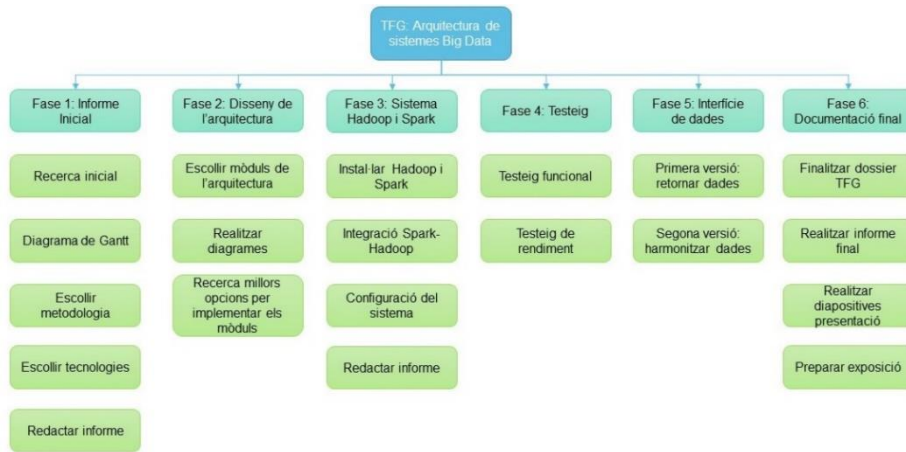 TFG: Arquitectura de
sistemes Big Data
Fase 1: Informe
Inicial
Recerca inicial
Diagrama de Gantt
Escollir
metodologia
Escollir tecnologies
Redactar informe
Fase 2: Disseny de
l'arquitectura
Escollir mòduls de
l'arquitectura
Realitzar
diagrames
Recerca millors
opcions per
implementar els
mòduls
Fase 3: Sistema
Hadoop i Spark
Instal·lar Hadoop i
Spark
Integració Spark-
Hadoop
Configuració del
sistema
Redactar informe
Fase 4: Testeig
Testeig funcional
Testeig de
rendiment
Fase 5: Interfície
de dades
Primera versió:
retornar dades
Segona versió:
harmonitzar dades
Fase 6:
Documentació final
Finalitzar dossier
TFG
Realitzar informe
final
Realitzar
diapositives
presentació
Preparar exposició